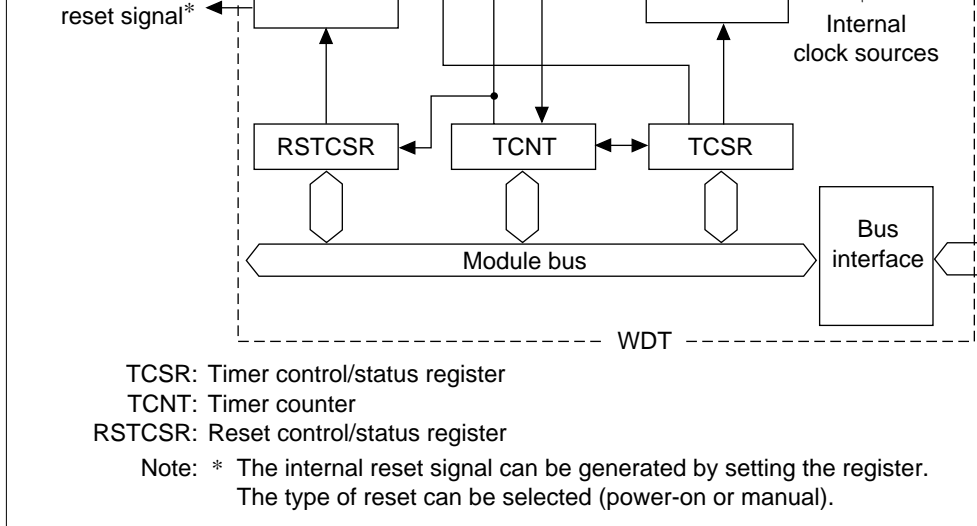 reset signal*
Internal
clock sources
RSTCSR
TCNT
TCSR
Bus
interface
Module bus
WDT
TCSR: Timer control/status register
TCNT: Timer counter
RSTCSR: Reset control/status register
Note: * The internal reset signal can be generated by setting the register.
The type of reset can be selected (power-on or manual).